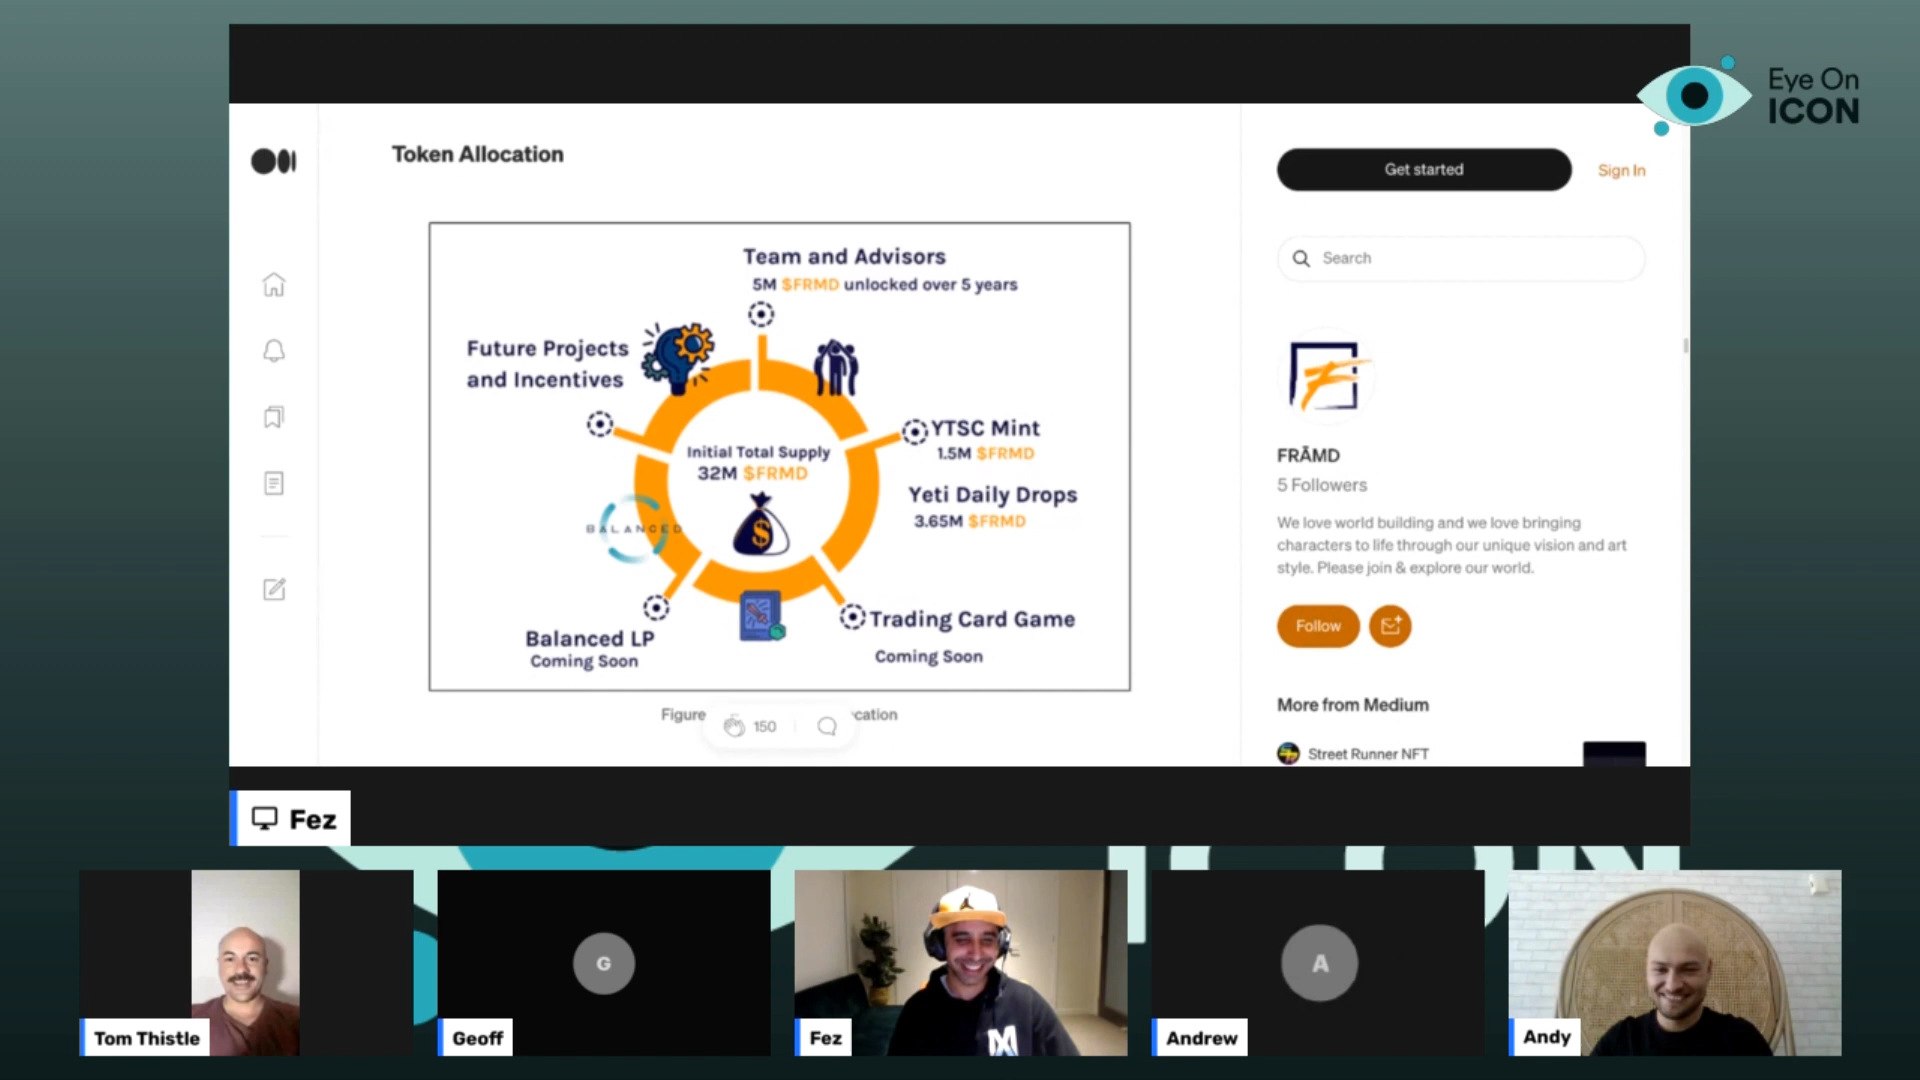 Eye On
ICON
Token Allocation
Get started
Sign In
Search
Team and Advisors
5M $FRMD unlocked over 5 years
Future Projects
and Incentives
YTSC Mint
1.5M $FRMD
Initial Total Supply
32M $FRMD
Yeti Daily Drops
3.65M $FRMD
BALANCED
Trading Card Game
Coming Soon
Balanced LP
Coming Soon
Figure
cation
150
FRĀMD
5 Followers
We love world building and we love bringing
characters to life through our unique vision and art
style. Please join & explore our world.
Follow
More from Medium
Street Runner NFT
Fez
G
A
Tom Thistle
Geoff
Fez
Andrew
Andy